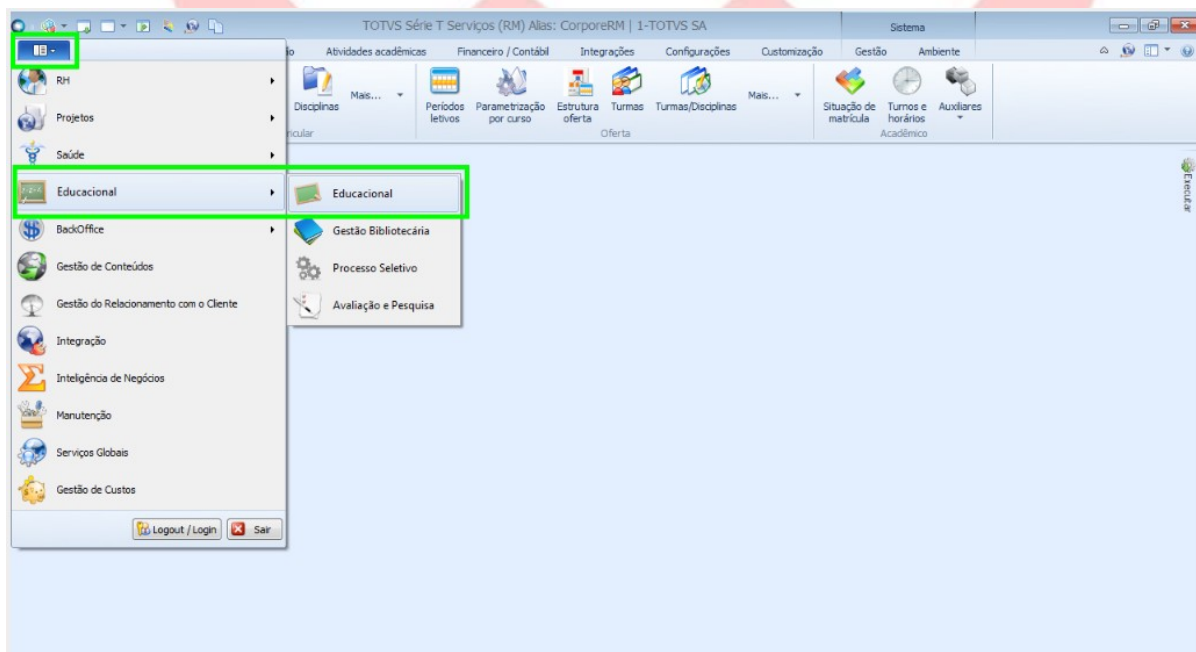 TOTVS Série T Serviços (RM) Alias: CorporeRM | 1-TOTVS SA
Sistema
Atividades acadêmicas Financeiro / Contábil Integrações Configurações Customização Gestão Ambiente
Disciplinas
Mais...
Períodos letivos
Parametrização por curso
Estrutura oferta
Turmas
Turmas/Disciplinas
Mais...
Situação de matrícula
Turnos e horários
Auxiliares
Oferta
Acadêmico
RH
Projetos
Saúde
Educacional
BackOffice
Gestão de Conteúdos
Gestão do Relacionamento com o Cliente
Integração
Inteligência de Negócios
Manutenção
Serviços Globais
Gestão de Custos
Logout / Login Sair
Educacional
Gestão Bibliotecária
Processo Seletivo
Avaliação e Pesquisa
Executar